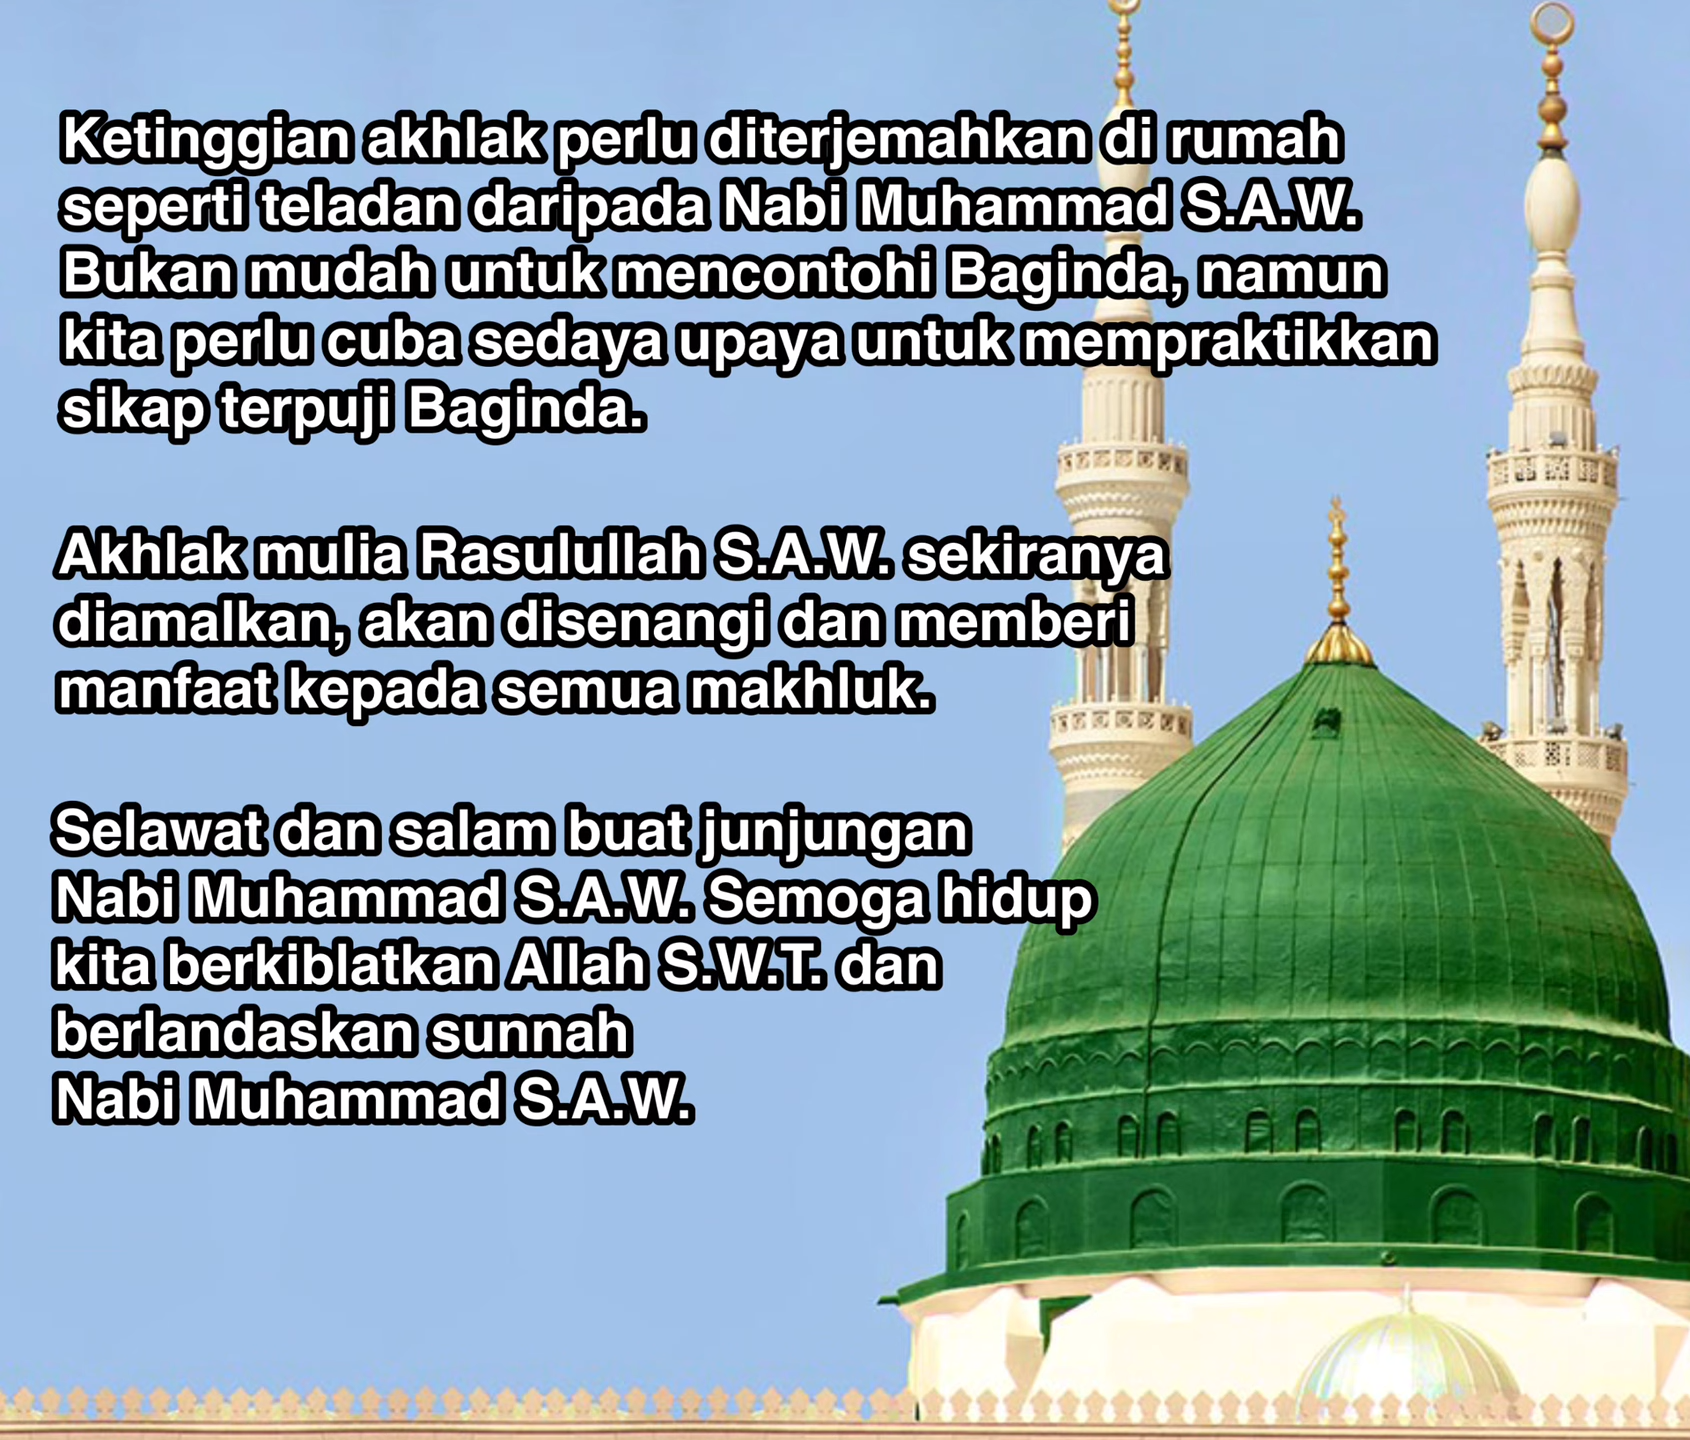 Ketinggian akhlak perlu diterjemahkan di rumah
seperti teladan daripada Nabi Muhammad S.A.W.
Bukan mudah untuk mencontohi Baginda, namun
kita perlu cuba sedaya upaya untuk mempraktikkan
sikap terpuji Baginda.
Akhlak mulia Rasulullah S.A.W. sekiranya
diamalkan, akan disenangi dan memberi
manfaat kepada semua makhluk.
Selawat dan salam buat junjungan
Nabi Muhammad S.A.W. Semoga hidup
kita berkiblatkan Allah S.W.T. dan
berlandaskan sunnah
Nabi Muhammad S.A.W.